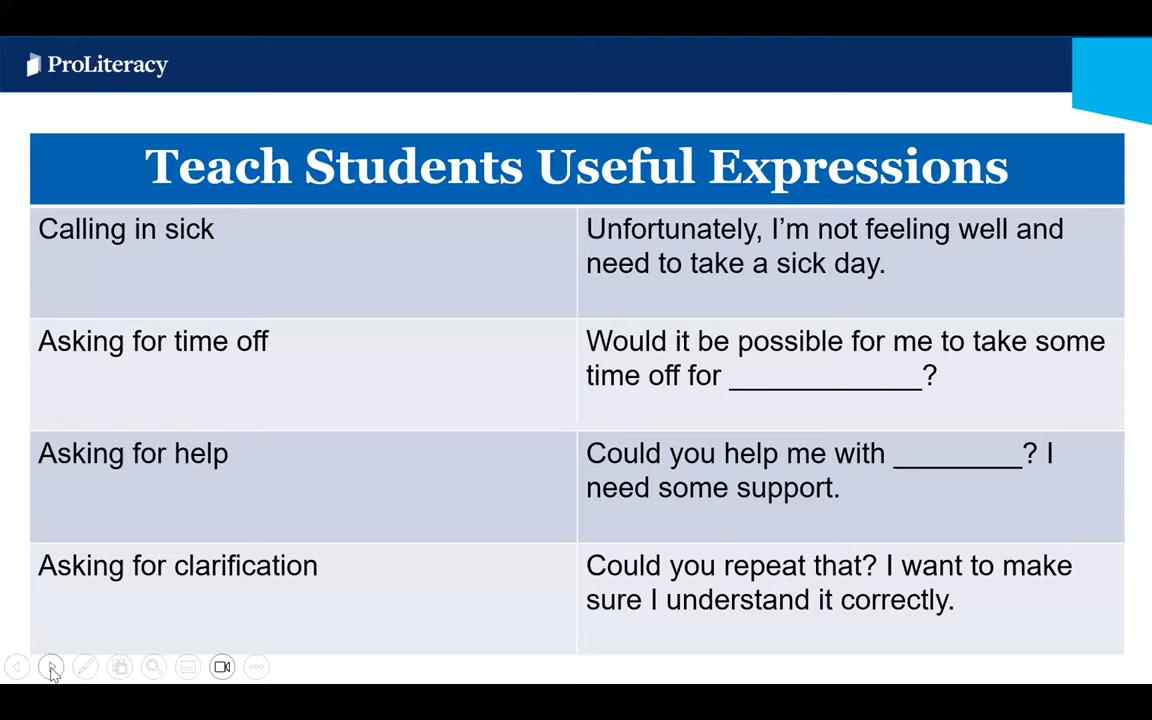 ProLiteracy
Teach Students Useful Expressions
Calling in sick
Unfortunately, I’m not feeling well and
need to take a sick day.
Asking for time off
Would it be possible for me to take some
time off for _____________?
Asking for help
Could you help me with _________? I
need some support.
Asking for clarification
Could you repeat that? I want to make
sure I understand it correctly.